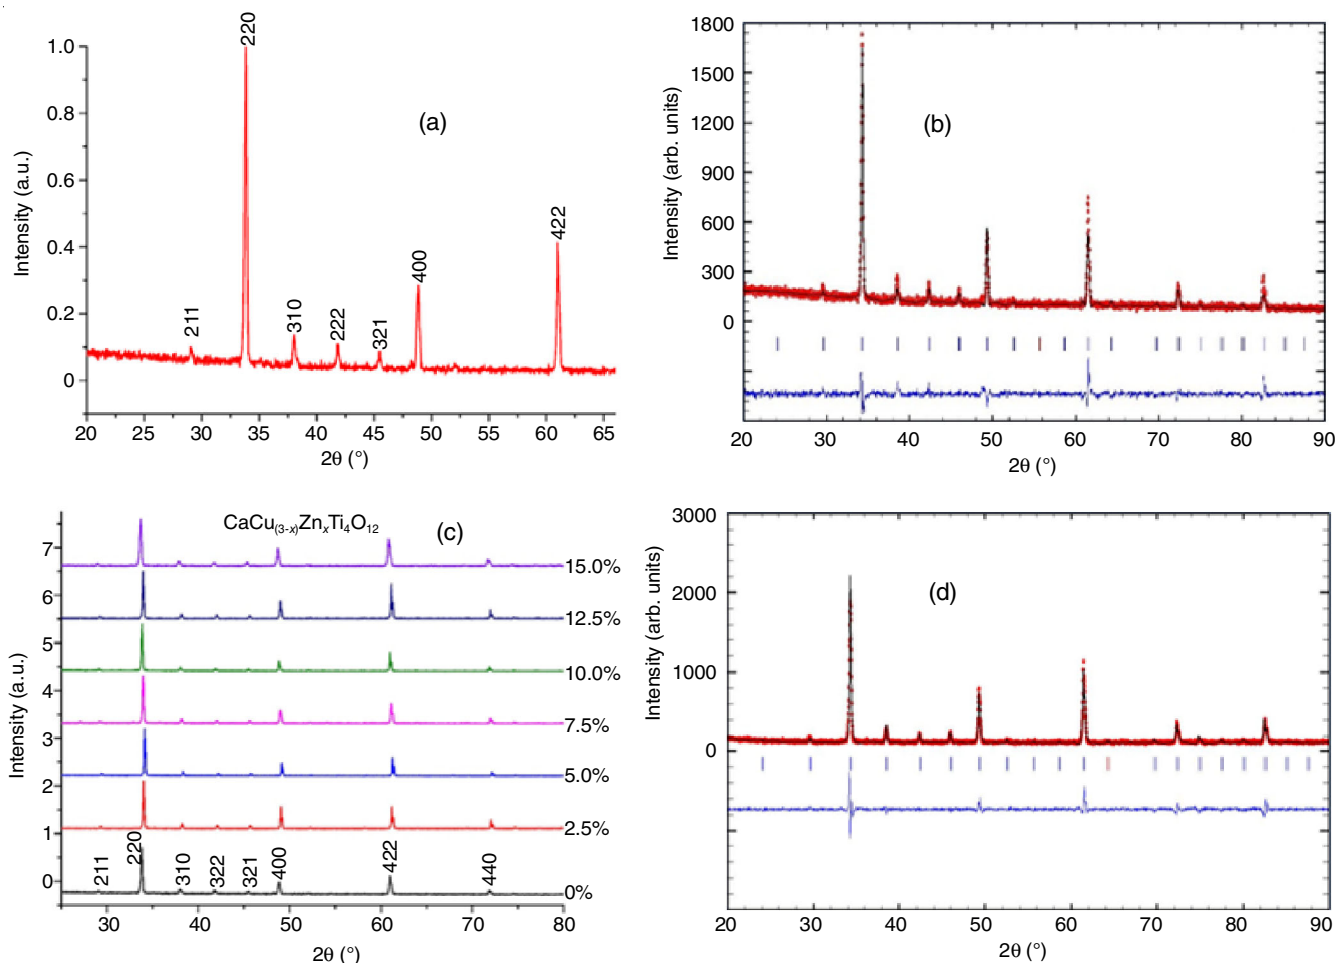 (a)
Intensity (a.u.)
1.0
0.8
0.6
0.4
0.2
0
211
220
310
222
321
400
422
20 25 30 35 40 45 50 55 60 65
2θ (°)
(b)
Intensity (arb. units)
1800
1500
1200
900
600
300
0
20 30 40 50 60 70 80 90
2θ (°)
CaCu(3-x)ZnxTi4O12
(c)
Intensity (a.u.)
7
6
5
4
3
2
1
0
15.0%
12.5%
10.0%
7.5%
5.0%
2.5%
0%
211
220
310
322
321
400
422
440
30 35 40 45 50 55 60 65 70 75 80
2θ (°)
(d)
Intensity (arb. units)
3000
2000
1000
0
20 30 40 50 60 70 80 90
2θ (°)